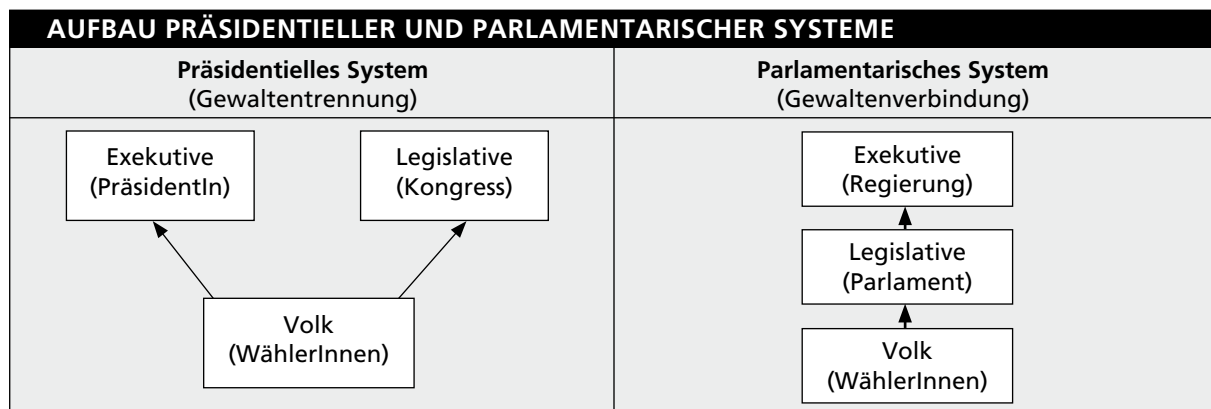 AUFBAU PRÄSIDENTIELLER UND PARLAMENTARISCHER SYSTEME
Präsidentielles System
(Gewaltentrennung)
Parlamentarisches System
(Gewaltenverbindung)
Exekutive
(PräsidentIn)
Legislative
(Kongress)
Volk
(WählerInnen)
Exekutive
(Regierung)
Legislative
(Parlament)
Volk
(WählerInnen)